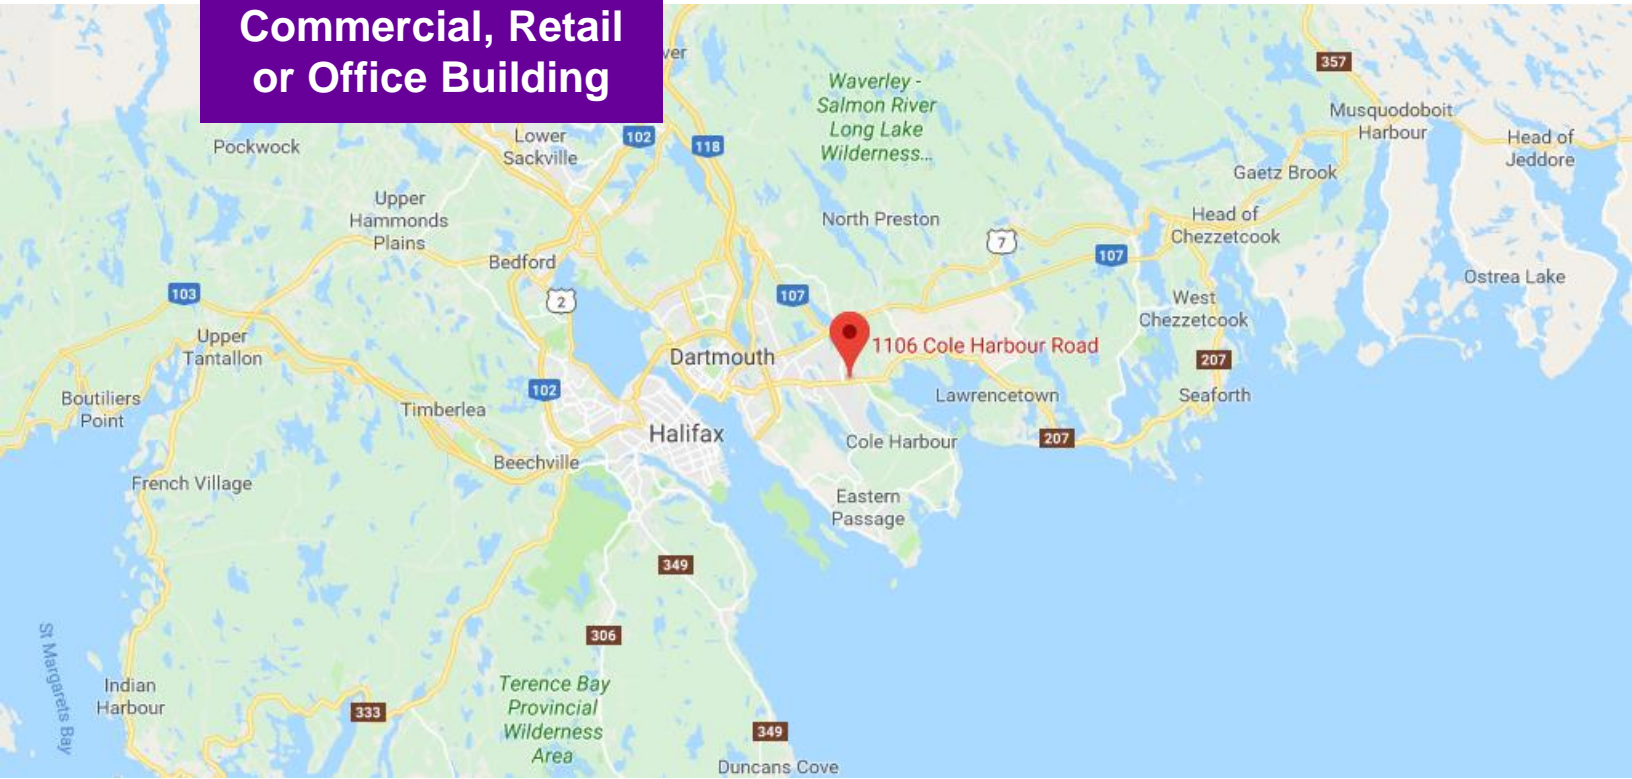 Commercial, Retail
or Office Building
ver
357
Waverley -
Salmon River
Long Lake
Wilderness...
Musquodoboit
Harbour
Head of
Jeddore
Pockwock
Lower
Sackville
102
118
Gaetz Brook
Upper
Hammonds
Plains
North Preston
Head of
Chezzetcook
7
107
Bedford
Ostrea Lake
103
2
107
West
Chezzetcook
Upper
Tantallon
Dartmouth
1106 Cole Harbour Road
207
Boutiliers
Point
102
Lawrencetown
Seaforth
Timberlea
Halifax
Cole Harbour
207
Beechville
French Village
Eastern
Passage
349
306
St Margarets Bay
Indian
Harbour
Terence Bay
Provincial
Wilderness
Area
333
349
Duncans Cove